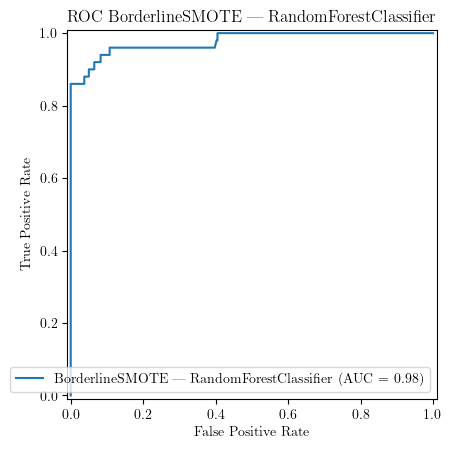 ROC BorderlineSMOTE — RandomForestClassifier
1.0
0.8
0.6
0.4
0.2
0.0
True Positive Rate
BorderlineSMOTE — RandomForestClassifier (AUC = 0.98)
0.0 0.2 0.4 0.6 0.8 1.0
False Positive Rate